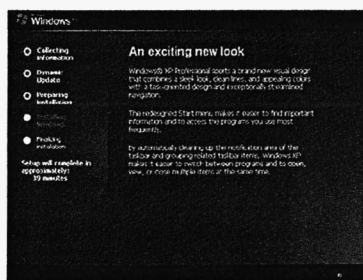 Windows
Collecting
information
Dynamic
Update
Preparing
installation
Installing
Windows
Finalizing
installation
Setup will complete in
approximately:
39 minutes
An exciting new look
Windows® XP Professional sports a brand new visual design
that combines a sleek look, clean lines, and appealing colors
with a task-oriented design and exceptionally streamlined
navigation.
The redesigned Start menu makes it easier to find important
information and to access the programs you use most
frequently.
By automatically cleaning up the notification area of the
taskbar and grouping related taskbar items, Windows XP
makes it easier to switch between programs and to open,
view, or close multiple items at the same time.